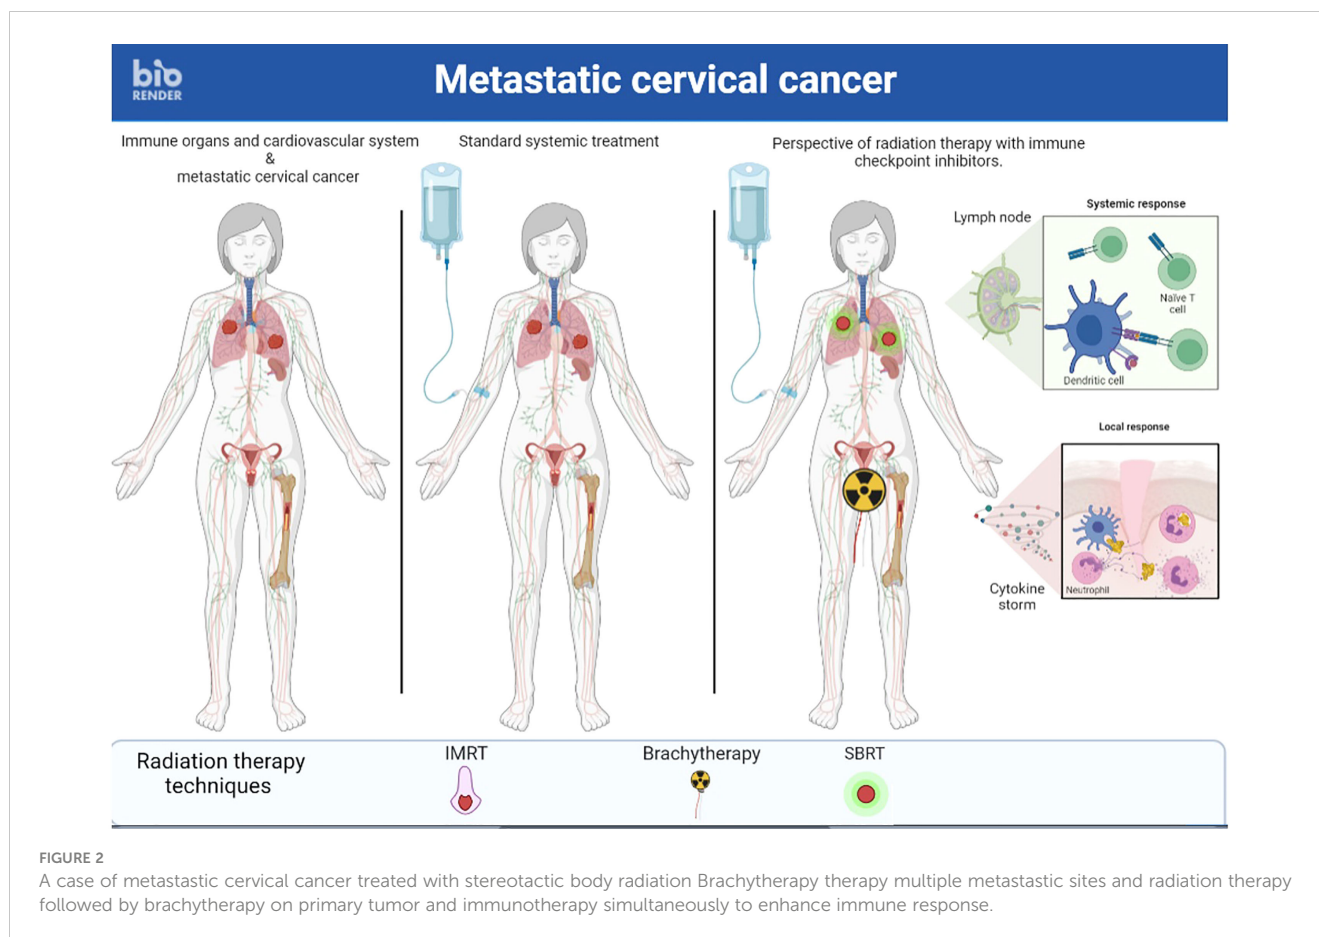 bio
RENDER
Metastatic cervical cancer
Immune organs and cardiovascular system
&
metastatic cervical cancer
Standard systemic treatment
Perspective of radiation therapy with immune
checkpoint inhibitors.
Lymph node
Systemic response
Naïve T
cell
Dendritic cell
Local response
Neutrophil
Cytokine
storm
Radiation therapy
techniques
IMRT
Brachytherapy
SBRT
FIGURE 2
A case of metastastic cervical cancer treated with stereotactic body radiation Brachytherapy therapy multiple metastastic sites and radiation therapy
followed by brachytherapy on primary tumor and immunotherapy simultaneously to enhance immune response.